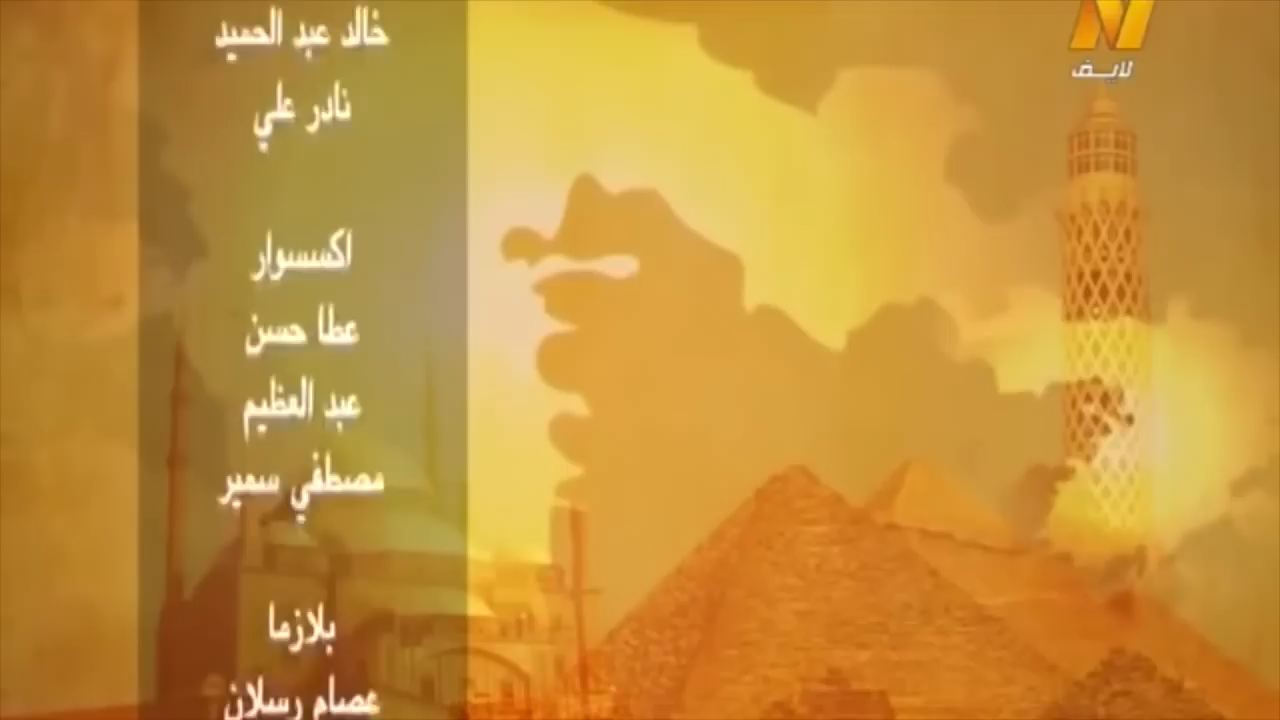 خالد عبد الحميد
نادر علي
اكسسوار
عطا حسن
عبد العظيم
مصطفي سمير
بلازما
عصام رسلان
لايف